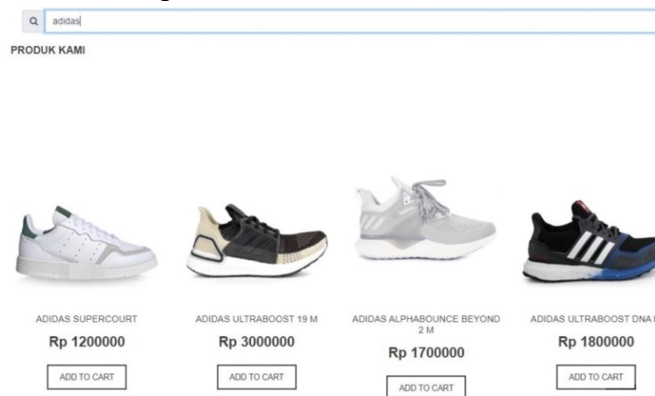 adidas
PRODUK KAMI
ADIDAS SUPERCOURT
Rp 1200000
ADD TO CART
ADIDAS ULTRABOOST 19 M
Rp 3000000
ADD TO CART
ADIDAS ALPHABOUNCE BEYOND
2 M
Rp 1700000
ADD TO CART
ADIDAS ULTRABOOST DNA
Rp 1800000
ADD TO CART